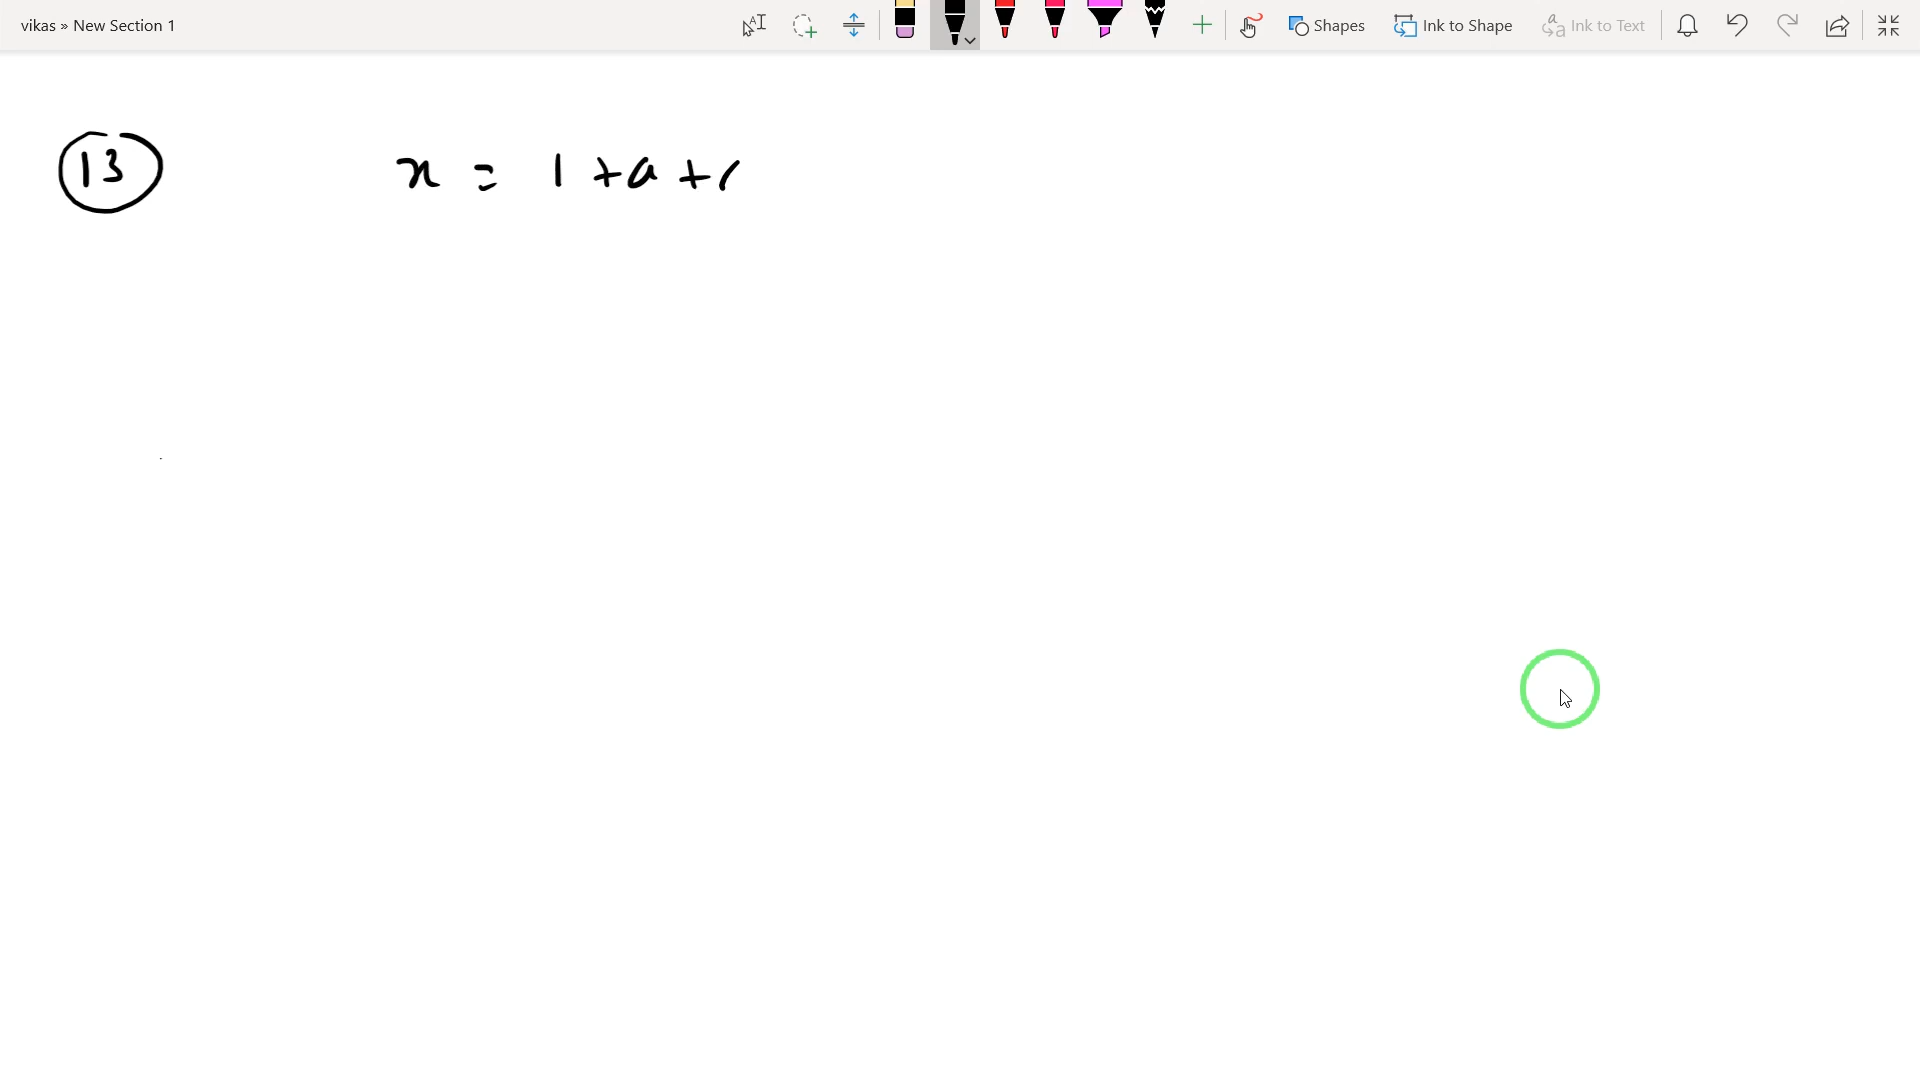 vikas » New Section 1
Shapes
Ink to Shape
Ink to Text
13 x = 1 + a +